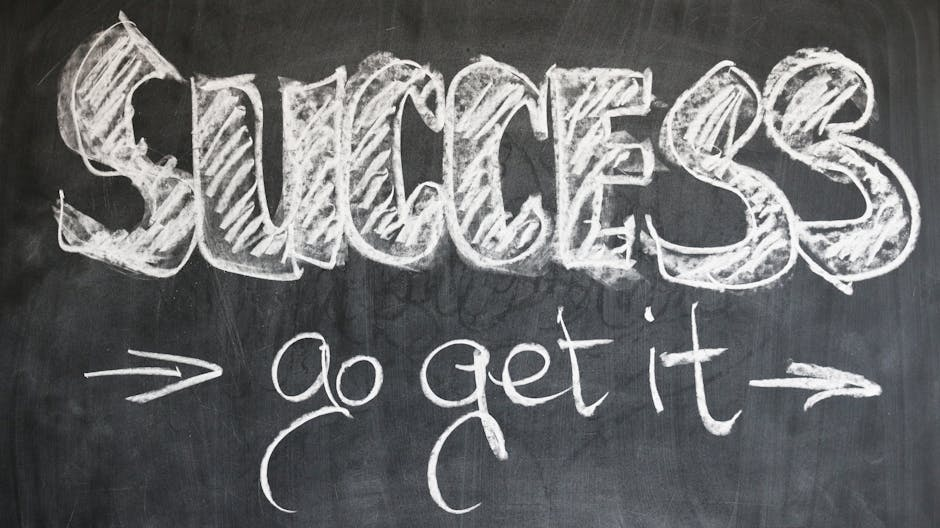 SUCCESS
→ go get it →